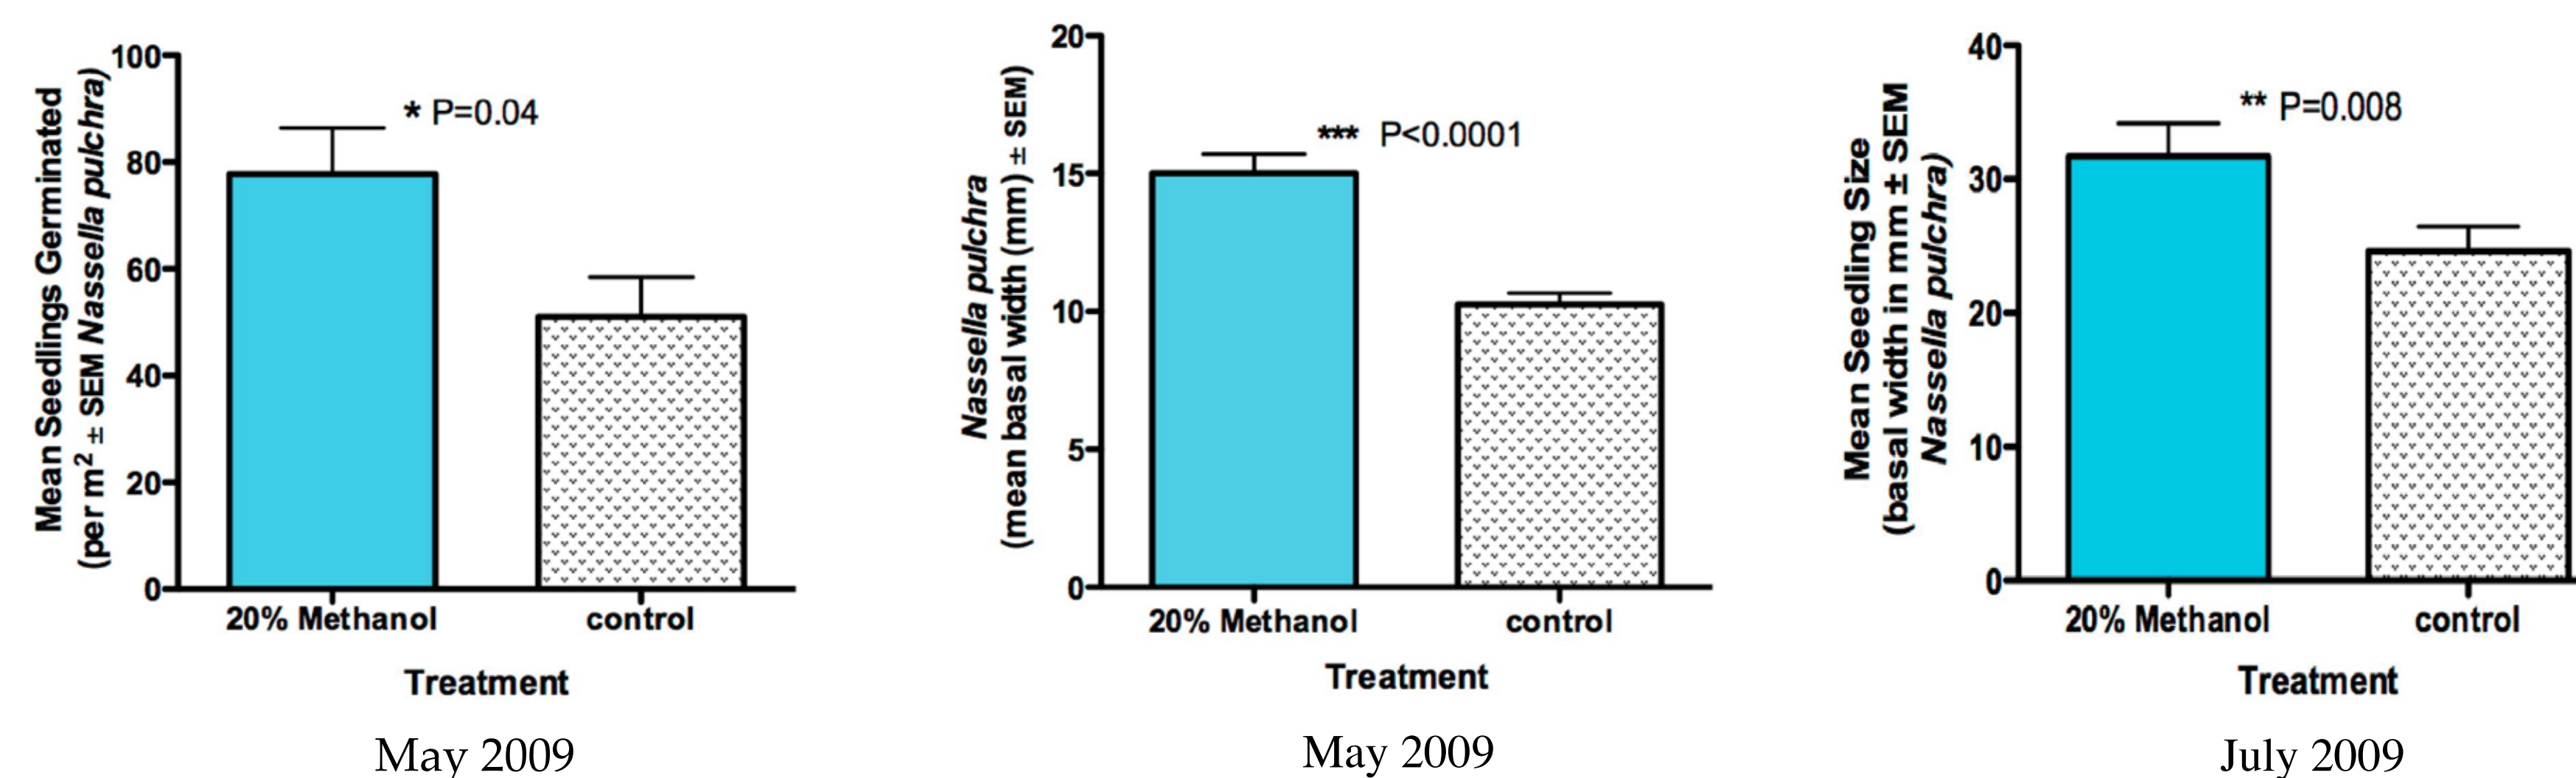 Mean Seedlings Germinated
(per m² ± SEM Nassella pulchra)
100
80
60
40
20
0
* P=0.04
20% Methanol
control
Treatment
May 2009
Nassella pulchra
(mean basal width (mm) ± SEM)
20
15
10
5
0
*** P<0.0001
20% Methanol
control
Treatment
May 2009
Mean Seedling Size
(basal width in mm ± SEM
Nassella pulchra)
40
30
20
10
0
** P=0.008
20% Methanol
control
Treatment
July 2009